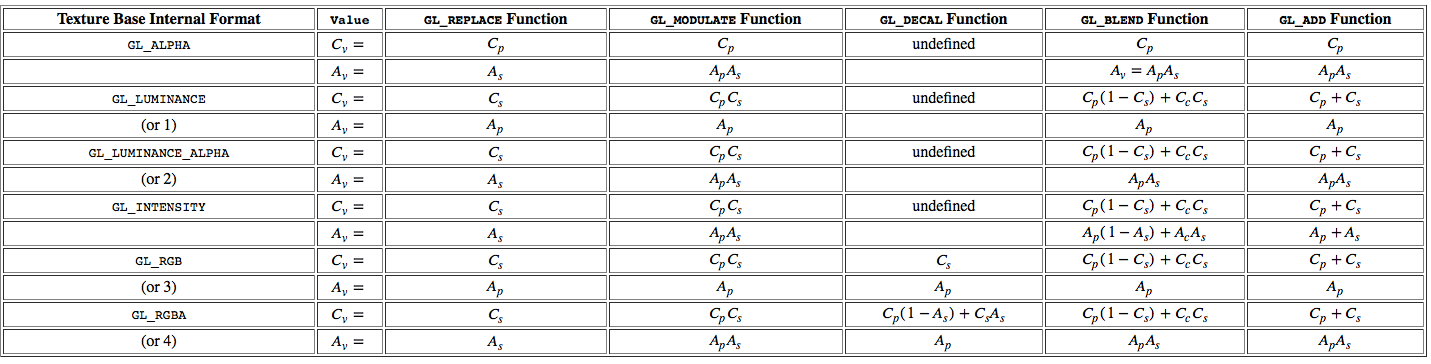 Texture Base Internal Format Value GL_REPLACE Function GL_MODULATE Function GL_DECAL Function GL_BLEND Function GL_ADD Function
GL_ALPHA Cv = Cp Cp undefined Cp Cp
Av = As ApAs Av = ApAs ApAs
GL_LUMINANCE Cv = Cs CpCs undefined Cp(1 − Cs) + CcCs Cp + Cs
(or 1) Av = Ap Ap Ap Ap
GL_LUMINANCE_ALPHA Cv = Cs CpCs undefined Cp(1 − Cs) + CcCs Cp + Cs
(or 2) Av = As ApAs ApAs ApAs
GL_INTENSITY Cv = Cs CpCs undefined Cp(1 − Cs) + CcCs Cp + Cs
Av = As ApAs Ap(1 − As) + AcAs Ap + As
GL_RGB Cv = Cs CpCs Cs Cp(1 − Cs) + CcCs Cp + Cs
(or 3) Av = Ap Ap Ap Ap Ap
GL_RGBA Cv = Cs CpCs Cp(1 − As) + CsAs Cp(1 − Cs) + CcCs Cp + Cs
(or 4) Av = As ApAs Ap ApAs ApAs